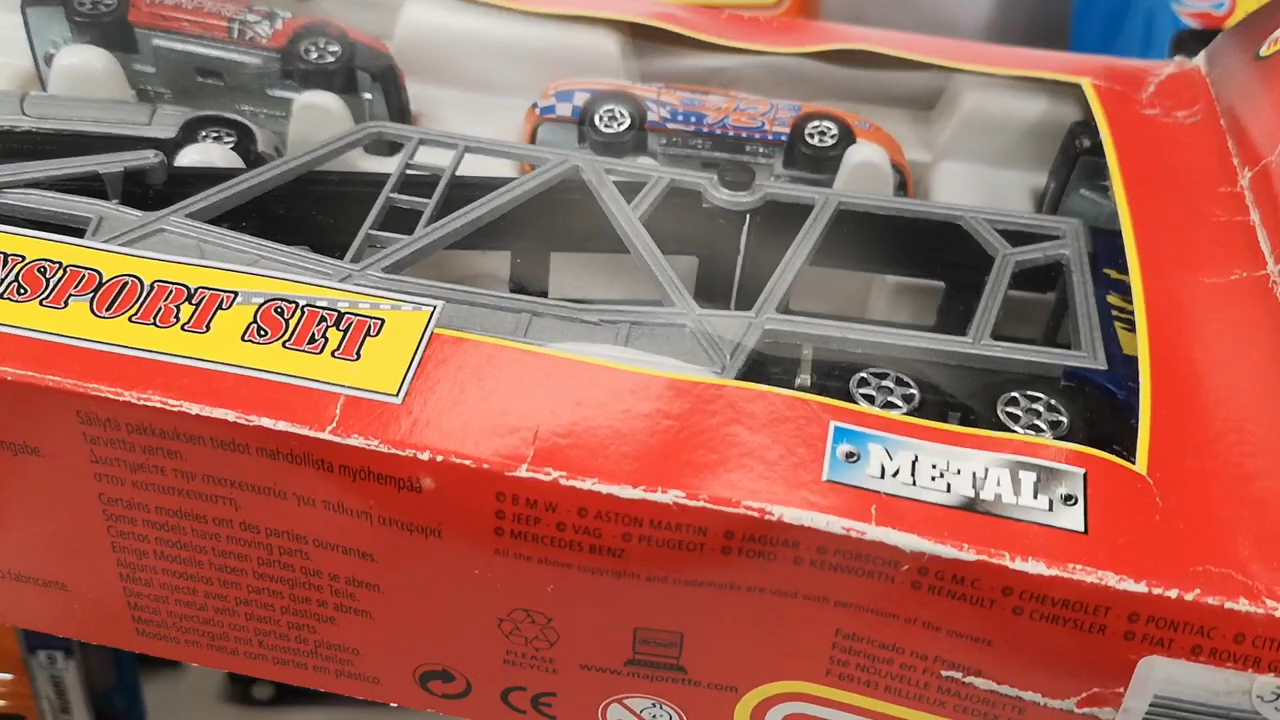 NSPORT SET
METAL
ngabe.
o fabricante.
Säilytä pakkauksen tiedot mahdollista myöhempää
tarvetta varten.
Διατηρείτε την συσκευασία για πιθανή αναφορά
στον κατασκευαστή.
Certains modèles ont des parties ouvrantes.
Some models have moving parts.
Ciertos modelos tienen partes que se abren.
Einige Modelle haben bewegliche Teile.
Alguns modelos tem partes que se abrem.
Métal injecté avec parties plastique.
Die-cast metal with plastic parts.
Metal inyectado con partes de plástico.
Metall-Spritzguß mit Kunststoffteilen.
Modelo em metal com partes em plástico.
© B M W · © ASTON MARTIN · © JAGUAR · © PORSCHE · © G.M.C. · © CHEVROLET · © PONTIAC · © CIT
© JEEP · © VAG · © PEUGEOT · © FORD · © KENWORTH · © RENAULT · © CHRYSLER · © FIAT · © ROVER G
© MERCEDES BENZ
All the above copyrights and trademarks are used with permission of the owners.
PLEASE
RECYCLE
www.majorette.com
CE
Fabricado na França
Fabriqué en France
Sté NOUVELLE MAJORETTE
F-69143 RILLIEUX CEDEX